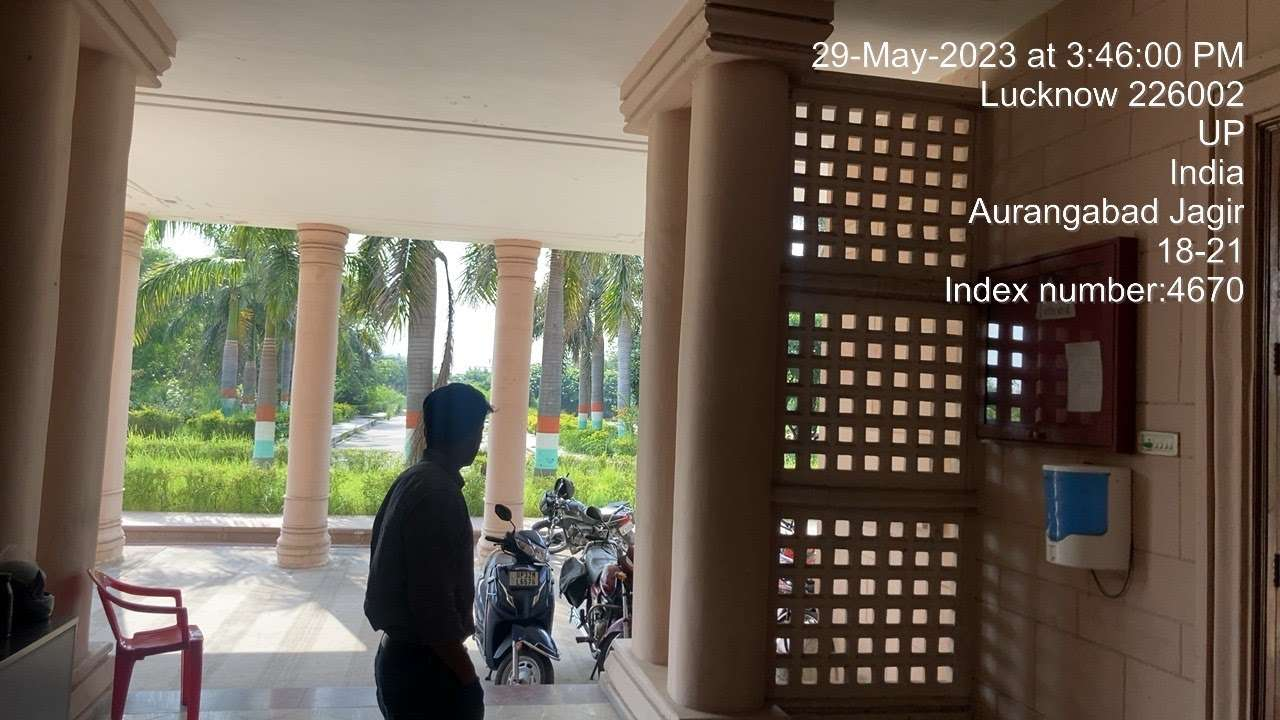 29-May-2023 at 3:46:00 PM
Lucknow 226002
UP
India
Aurangabad Jagir
18-21
Index number:4670